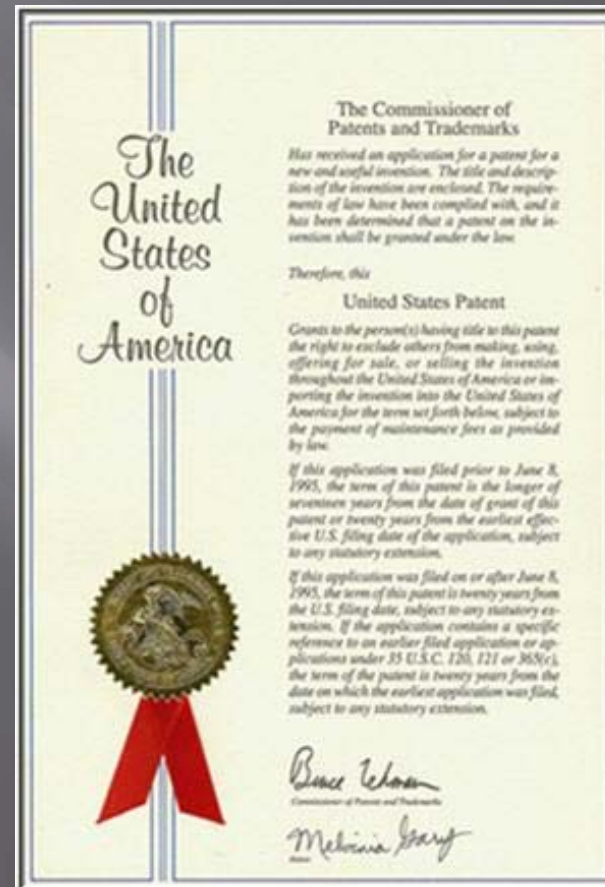 The
United
States
of
America
The Commissioner of
Patents and Trademarks
Has received an application for a patent for a
new and useful invention. The title and descrip-
tion of the invention are enclosed. The require-
ments of law have been complied with, and it
has been determined that a patent on the in-
vention shall be granted under the law.
Therefore, this
United States Patent
Grants to the person(s) having title to this patent
the right to exclude others from making, using,
offering for sale, or selling the invention
throughout the United States of America or im-
porting the invention into the United States of
America for the term set forth below, subject to
the payment of maintenance fees as provided
by law.
If this application was filed prior to June 8,
1995, the term of this patent is the longer of
seventeen years from the date of grant of this
patent or twenty years from the earliest effec-
tive U.S. filing date of the application, subject
to any statutory extension.
If this application was filed on or after June 8,
1995, the term of this patent is twenty years from
the U.S. filing date, subject to any statutory ex-
tension. If the application contains a specific
reference to an earlier filed application or ap-
plications under 35 U.S.C. 120, 121 or 365(c),
the term of the patent is twenty years from the
date on which the earliest application was filed,
subject to any statutory extension.
Bruce Lehman
Commissioner of Patents and Trademarks
Melvinia Gary